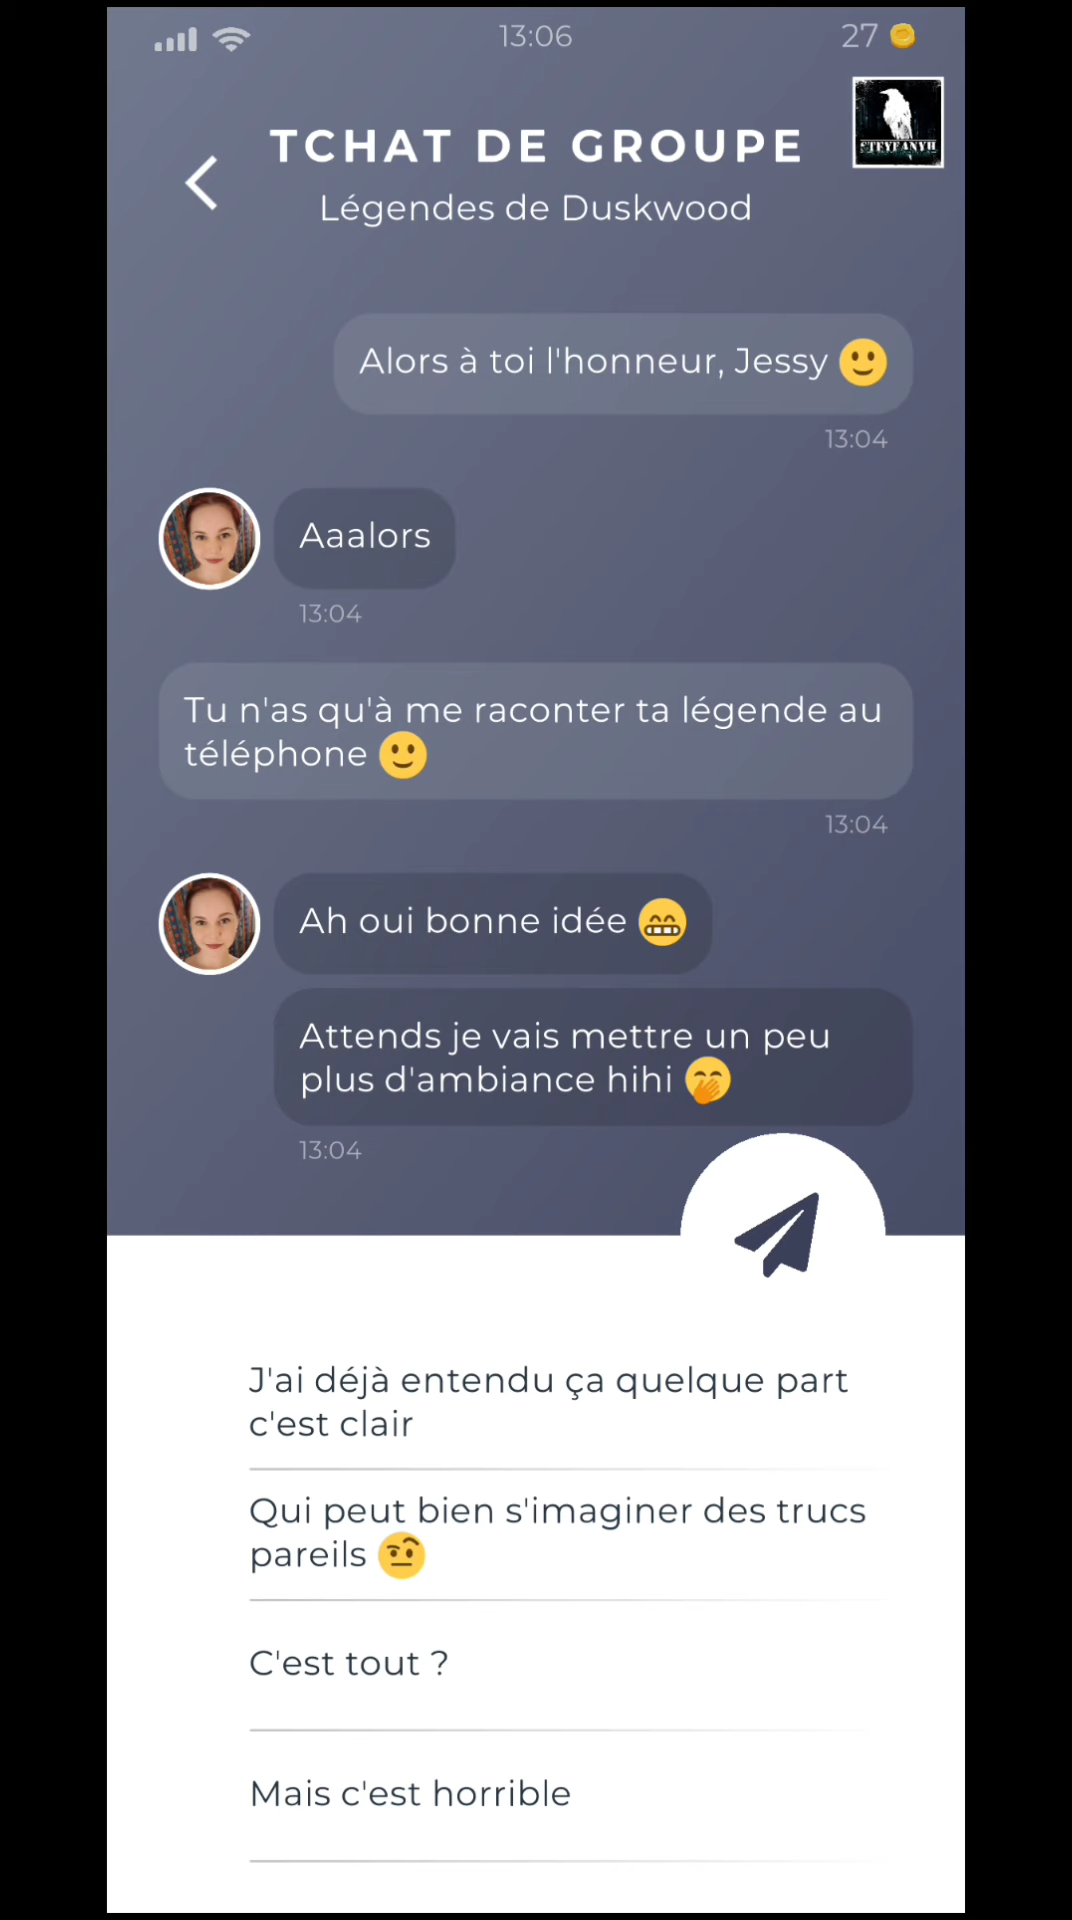 13:06
27
STEYFANYH
TCHAT DE GROUPE
Légendes de Duskwood
Alors à toi l'honneur, Jessy 🙂
13:04
Aaalors
13:04
Tu n'as qu'à me raconter ta légende au
téléphone 🙂
13:04
Ah oui bonne idée 😁
Attends je vais mettre un peu
plus d'ambiance hihi 🤭
13:04
J'ai déjà entendu ça quelque part
c'est clair
Qui peut bien s'imaginer des trucs
pareils 🤨
C'est tout ?
Mais c'est horrible